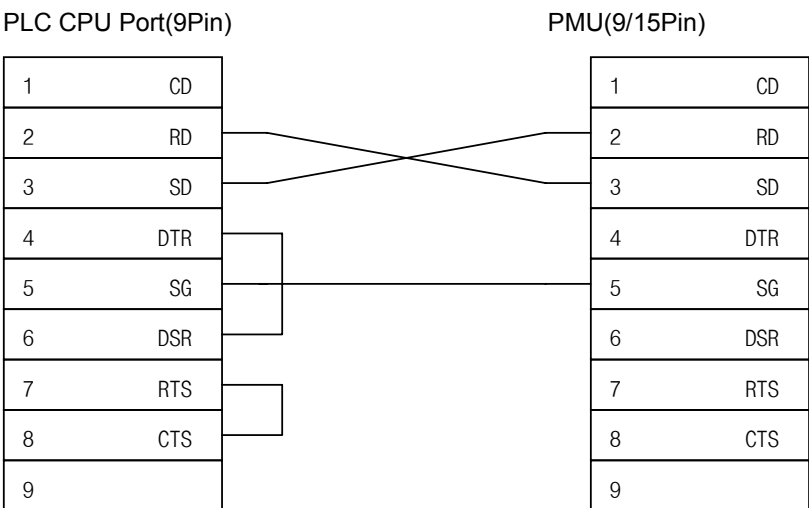 PLC CPU Port(9Pin) PMU(9/15Pin)
1 CD 1 CD
2 RD 2 RD
3 SD 3 SD
4 DTR 4 DTR
5 SG 5 SG
6 DSR 6 DSR
7 RTS 7 RTS
8 CTS 8 CTS
9 9